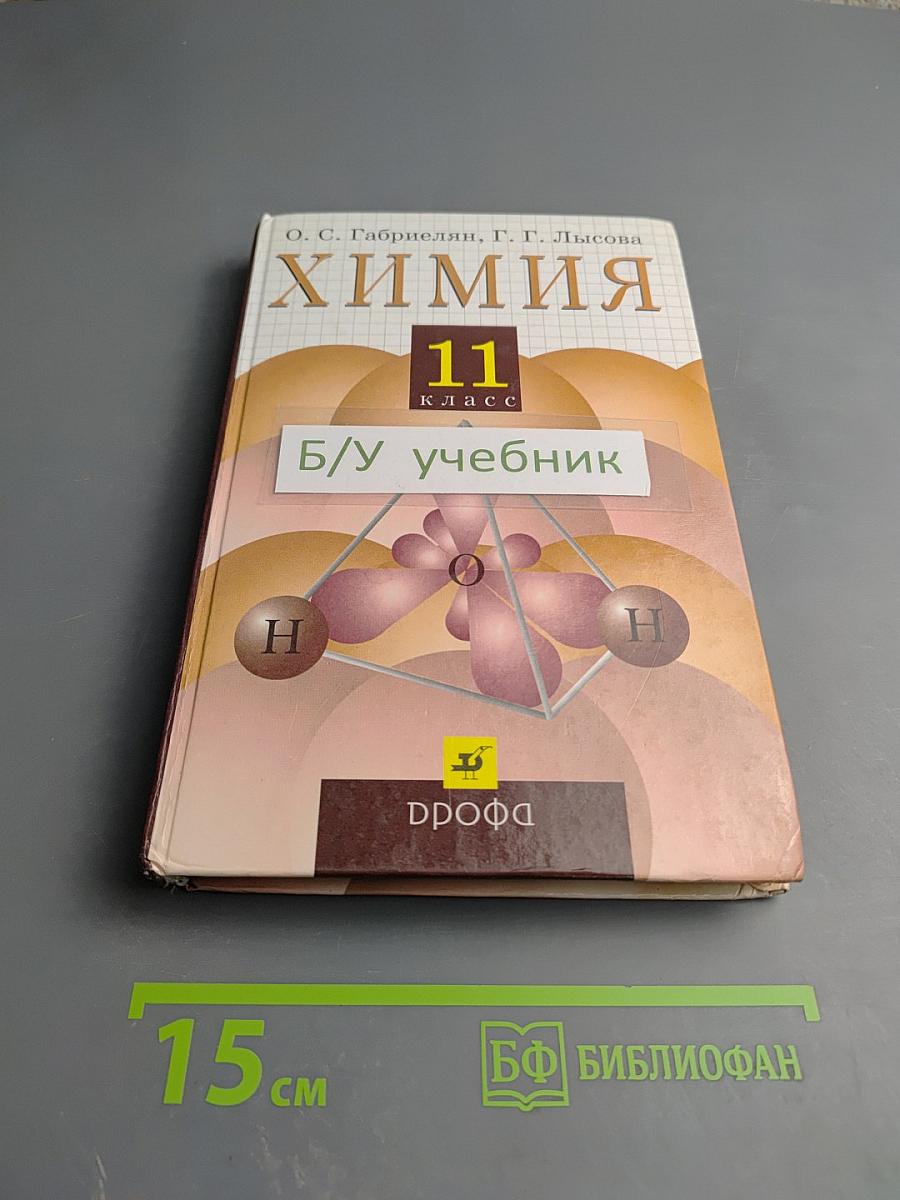 О. С. Габриелян, Г. Г. Лысова
ХИМИЯ
11
класс
Б/У учебник
О
Н
Н
дрофа
15 см
БФ БИБЛИОФАН